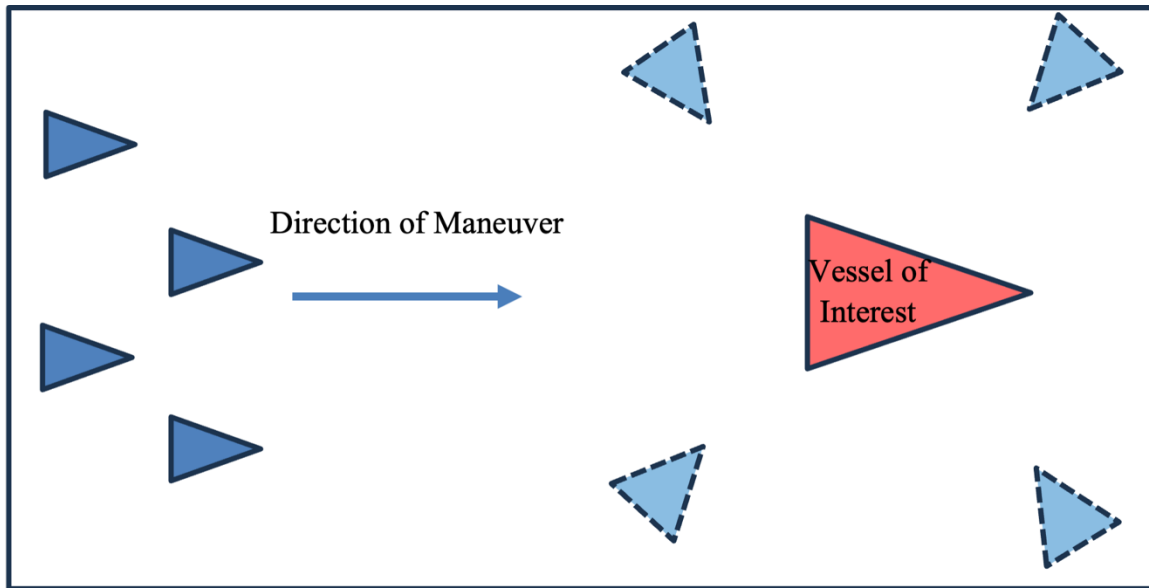 Direction of Maneuver
Vessel of
Interest